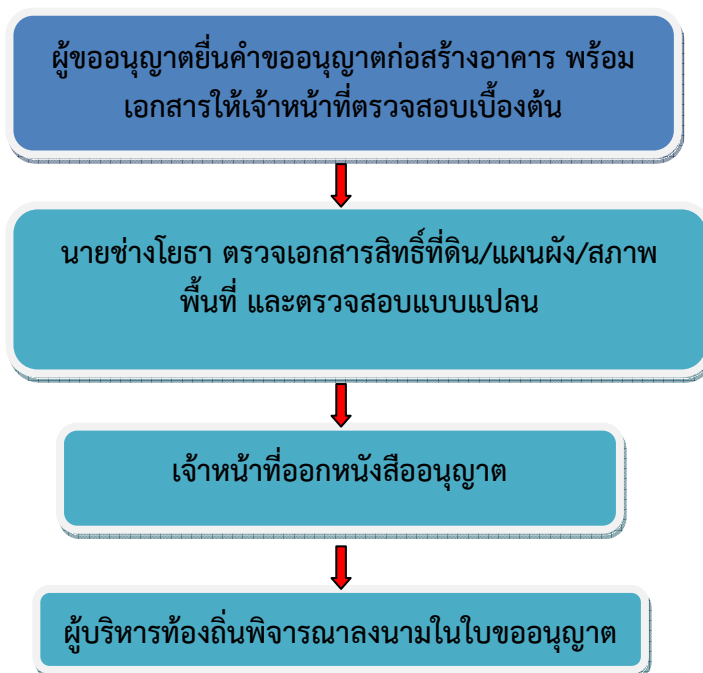 ผู้ขออนุญาตยื่นคำขออนุญาตก่อสร้างอาคาร พร้อม
เอกสารให้เจ้าหน้าที่ตรวจสอบเบื้องต้น
นายช่างโยธา ตรวจเอกสารสิทธิ์ที่ดิน/แผนผัง/สภาพ
พื้นที่ และตรวจสอบแบบแปลน
เจ้าหน้าที่ออกหนังสืออนุญาต
ผู้บริหารท้องถิ่นพิจารณาลงนามในใบขออนุญาต